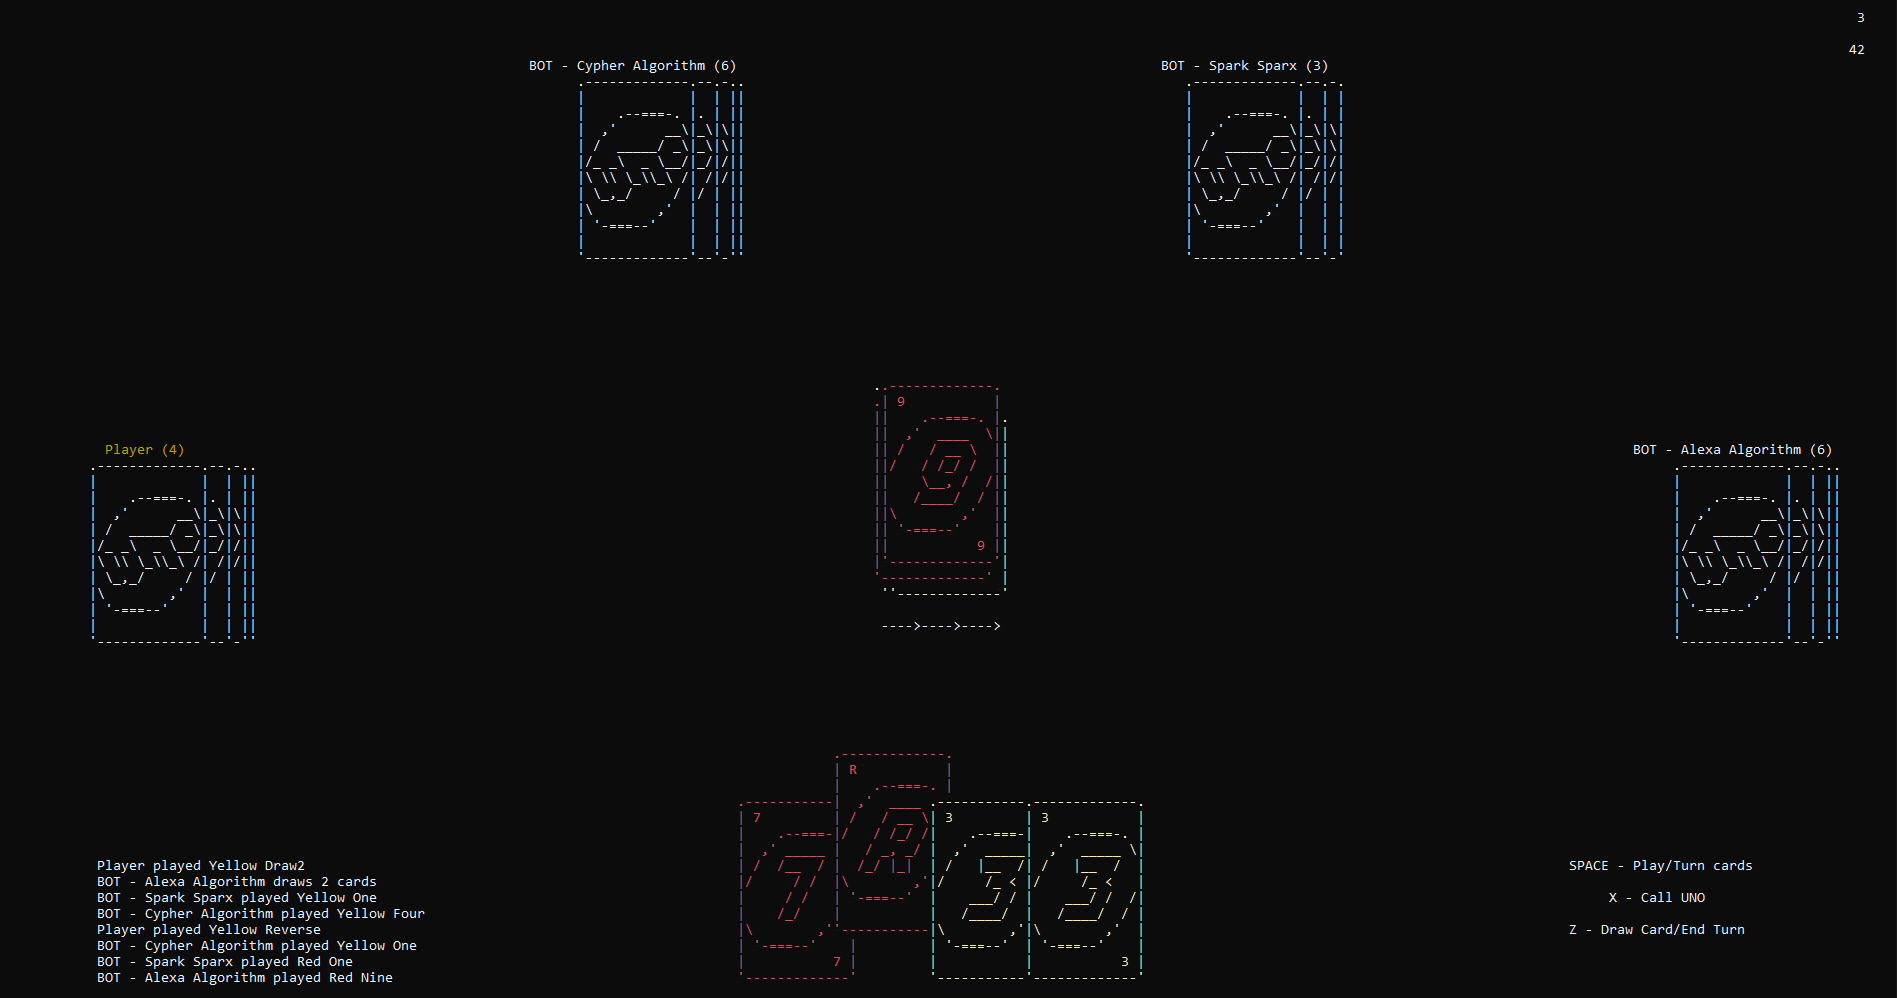 3
42
BOT - Cypher Algorithm (6)
BOT - Spark Sparx (3)
9
Player (4)
BOT - Alexa Algorithm (6)
9
---->---->---->
R
7
3
3
Player played Yellow Draw2
BOT - Alexa Algorithm draws 2 cards
BOT - Spark Sparx played Yellow One
BOT - Cypher Algorithm played Yellow Four
Player played Yellow Reverse
BOT - Cypher Algorithm played Yellow One
BOT - Spark Sparx played Red One
BOT - Alexa Algorithm played Red Nine
7
3
SPACE - Play/Turn cards
X - Call UNO
Z - Draw Card/End Turn